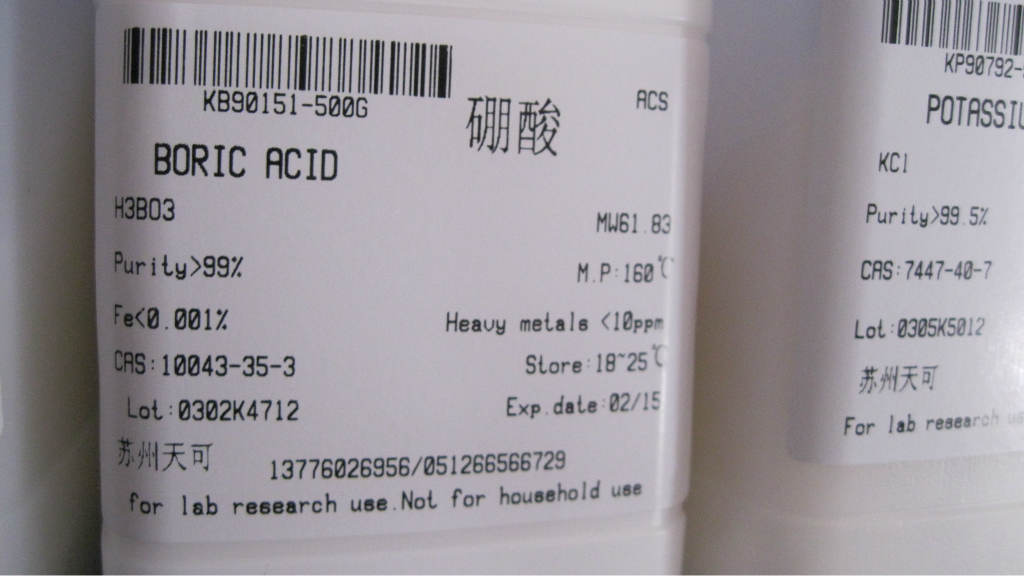 KB90151-500G
硼酸
ACS
BORIC ACID
H3BO3
MW61.83
Purity>99%
M.P:160℃
Fe<0.001%
Heavy metals <10ppm
CAS:10043-35-3
Store:18~25℃
Lot:0302K4712
Exp.date:02/15
苏州天可
13776026956/051266566729
for lab research use.Not for household use
KP90792-
POTASSIU
KCl
Purity>99.5%
CAS:7447-40-7
Lot:0305K5012
苏州天可
For lab research us